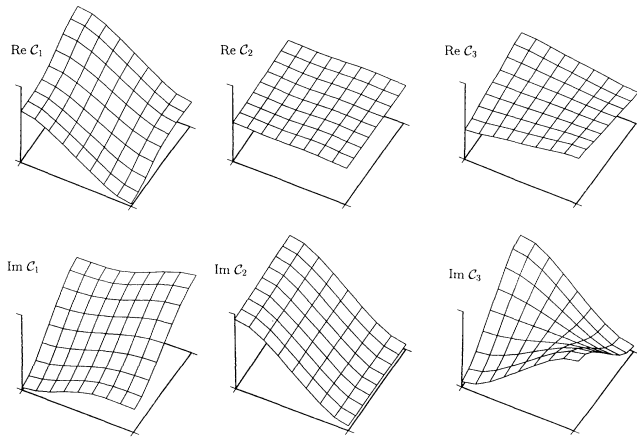 Re C₁
Re C₂
Re C₃
Im C₁
Im C₂
Im C₃